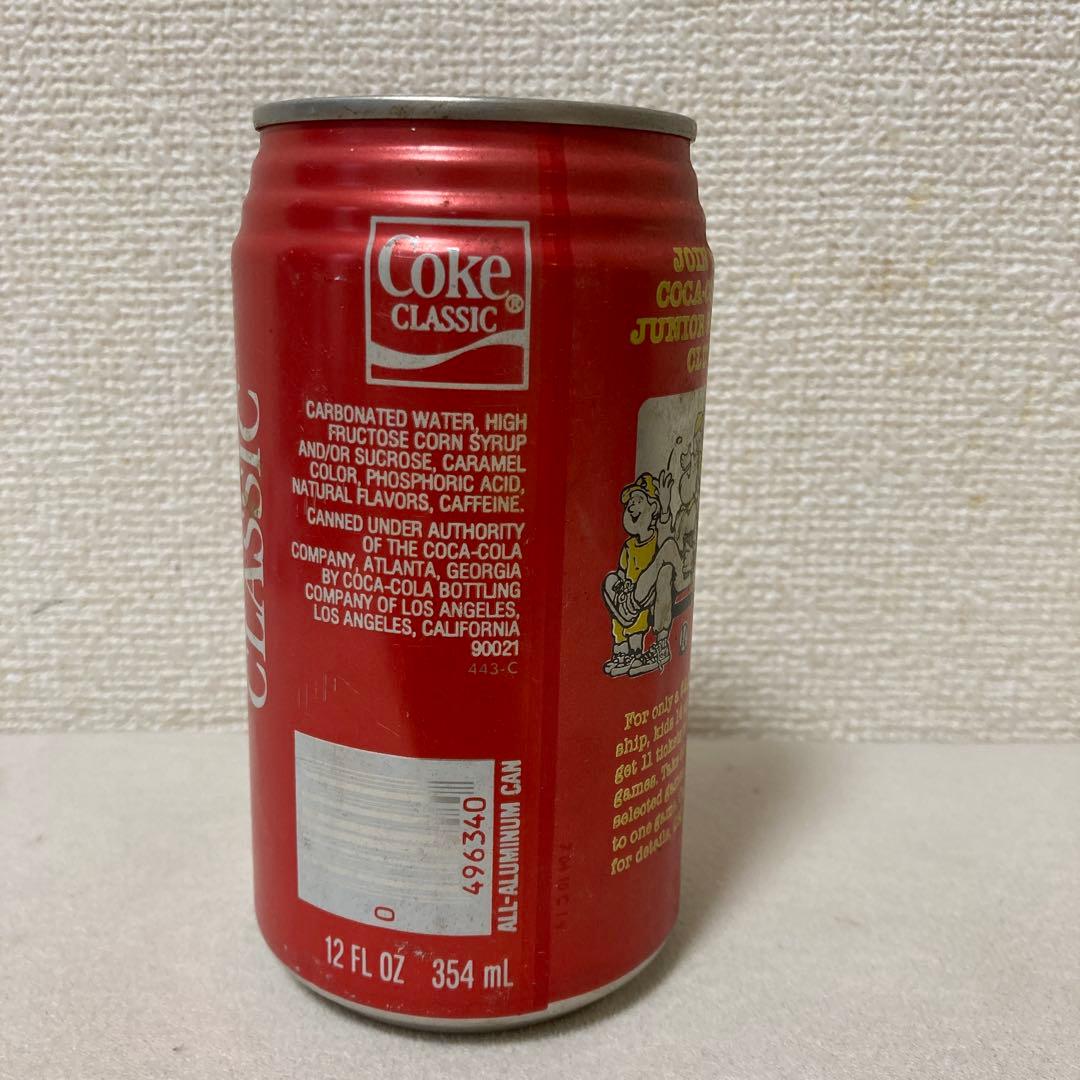 CLASSIC
Coke®
CLASSIC
CARBONATED WATER, HIGH
FRUCTOSE CORN SYRUP
AND/OR SUCROSE, CARAMEL
COLOR, PHOSPHORIC ACID,
NATURAL FLAVORS, CAFFEINE.
CANNED UNDER AUTHORITY
OF THE COCA-COLA
COMPANY, ATLANTA, GEORGIA
BY COCA-COLA BOTTLING
COMPANY OF LOS ANGELES,
LOS ANGELES, CALIFORNIA
90021
443-C
496340
0
ALL-ALUMINUM CAN
12 FL OZ 354 mL
JOIN
COCA-
JUNIOR
CL
For only a
ship, kids
get 11 tickets
games. Take
selected
to one game
for details,